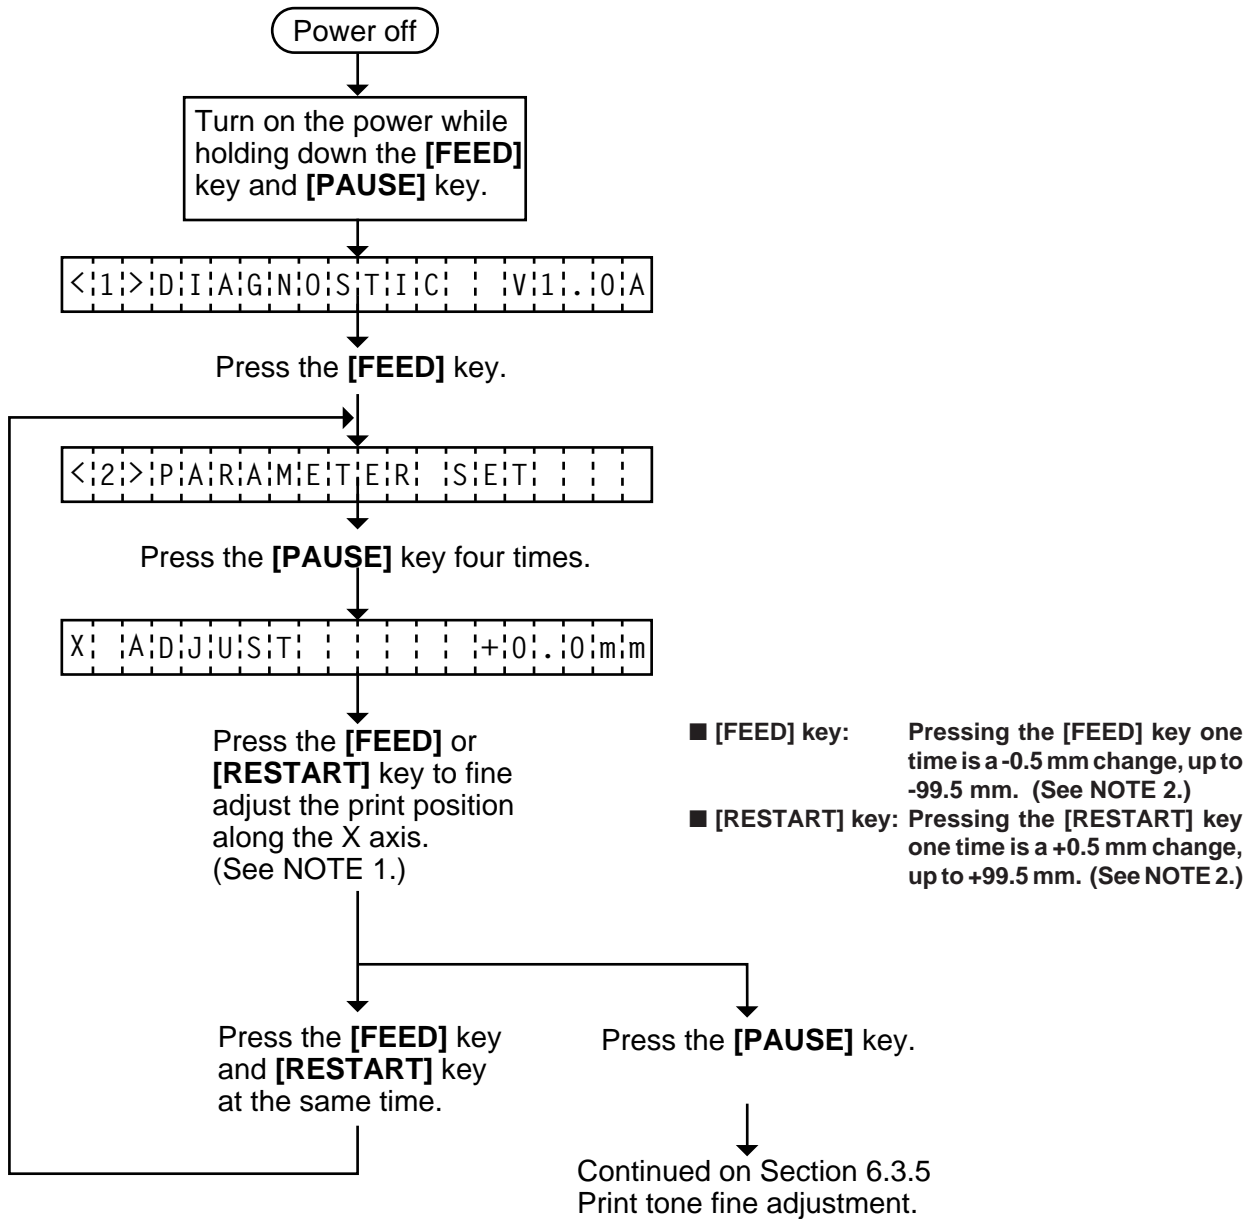 Power off
Turn on the power while
holding down the [FEED]
key and [PAUSE] key.
<1>DIAGNOSTIC  V1.0A
Press the [FEED] key.
<2>PARAMETER SET
Press the [PAUSE] key four times.
X ADJUST      +0.0mm
Press the [FEED] or
[RESTART] key to fine
adjust the print position
along the X axis.
(See NOTE 1.)
■ [FEED] key: Pressing the [FEED] key one
time is a -0.5 mm change, up to
-99.5 mm. (See NOTE 2.)
■ [RESTART] key: Pressing the [RESTART] key
one time is a +0.5 mm change,
up to +99.5 mm. (See NOTE 2.)
Press the [FEED] key
and [RESTART] key
at the same time.
Press the [PAUSE] key.
Continued on Section 6.3.5
Print tone fine adjustment.